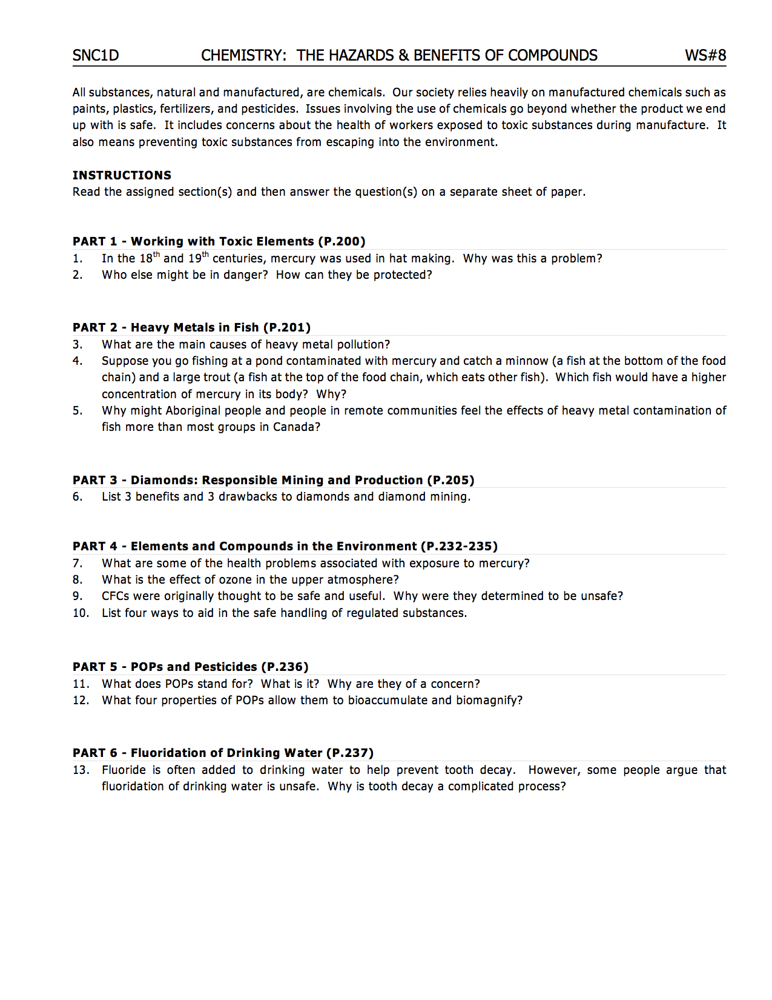 SNC1D CHEMISTRY: THE HAZARDS & BENEFITS OF COMPOUNDS WS#8
All substances, natural and manufactured, are chemicals. Our society relies heavily on manufactured chemicals such as
paints, plastics, fertilizers, and pesticides. Issues involving the use of chemicals go beyond whether the product we end
up with is safe. It includes concerns about the health of workers exposed to toxic substances during manufacture. It
also means preventing toxic substances from escaping into the environment.
INSTRUCTIONS
Read the assigned section(s) and then answer the question(s) on a separate sheet of paper.
PART 1 - Working with Toxic Elements (P.200)
1. In the 18th and 19th centuries, mercury was used in hat making. Why was this a problem?
2. Who else might be in danger? How can they be protected?
PART 2 - Heavy Metals in Fish (P.201)
3. What are the main causes of heavy metal pollution?
4. Suppose you go fishing at a pond contaminated with mercury and catch a minnow (a fish at the bottom of the food
chain) and a large trout (a fish at the top of the food chain, which eats other fish). Which fish would have a higher
concentration of mercury in its body? Why?
5. Why might Aboriginal people and people in remote communities feel the effects of heavy metal contamination of
fish more than most groups in Canada?
PART 3 - Diamonds: Responsible Mining and Production (P.205)
6. List 3 benefits and 3 drawbacks to diamonds and diamond mining.
PART 4 - Elements and Compounds in the Environment (P.232-235)
7. What are some of the health problems associated with exposure to mercury?
8. What is the effect of ozone in the upper atmosphere?
9. CFCs were originally thought to be safe and useful. Why were they determined to be unsafe?
10. List four ways to aid in the safe handling of regulated substances.
PART 5 - POPs and Pesticides (P.236)
11. What does POPs stand for? What is it? Why are they of a concern?
12. What four properties of POPs allow them to bioaccumulate and biomagnify?
PART 6 - Fluoridation of Drinking Water (P.237)
13. Fluoride is often added to drinking water to help prevent tooth decay. However, some people argue that
fluoridation of drinking water is unsafe. Why is tooth decay a complicated process?